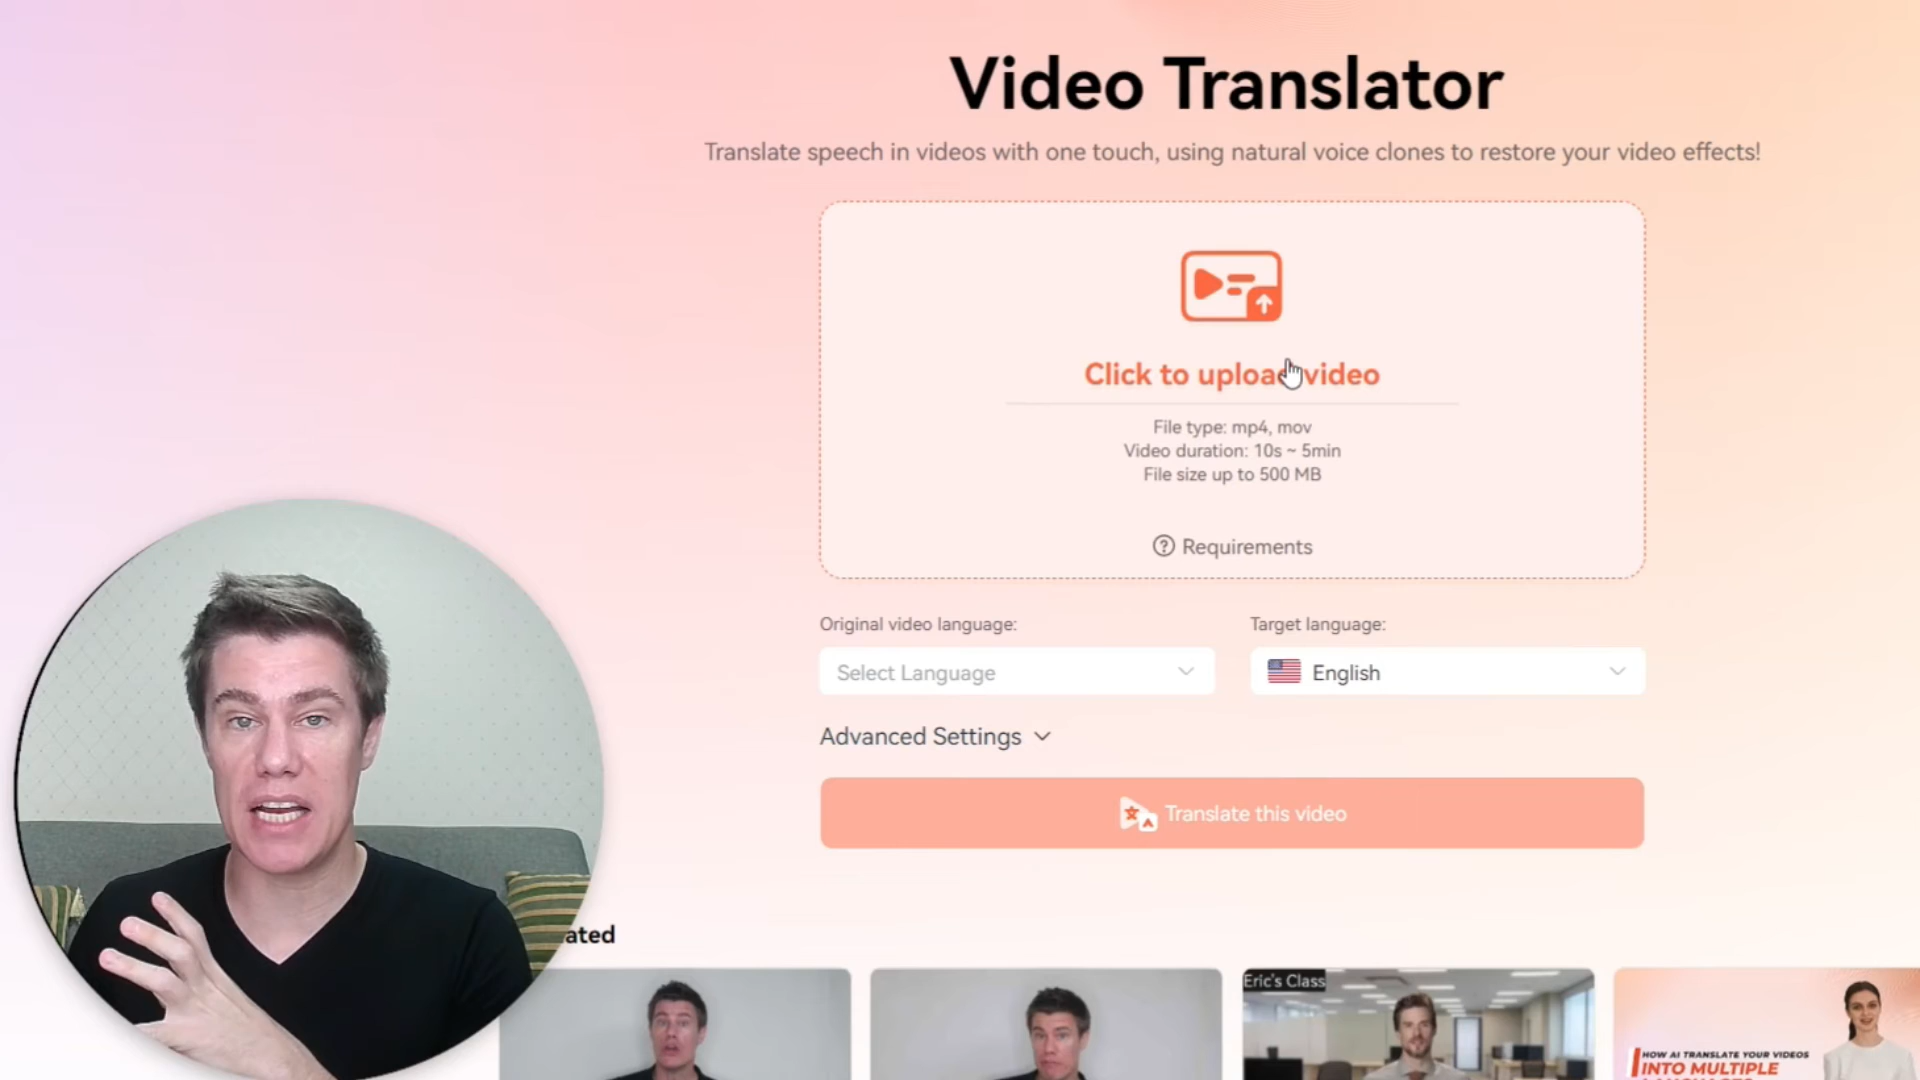 Video Translator
Translate speech in videos with one touch, using natural voice clones to restore your video effects!
Click to upload video
File type: mp4, mov
Video duration: 10s ~ 5min
File size up to 500 MB
Requirements
Original video language:
Target language:
Select Language
English
Advanced Settings
Translate this video
ated
Eric's Class
HOW AI TRANSLATE YOUR VIDEOS
INTO MULTIPLE